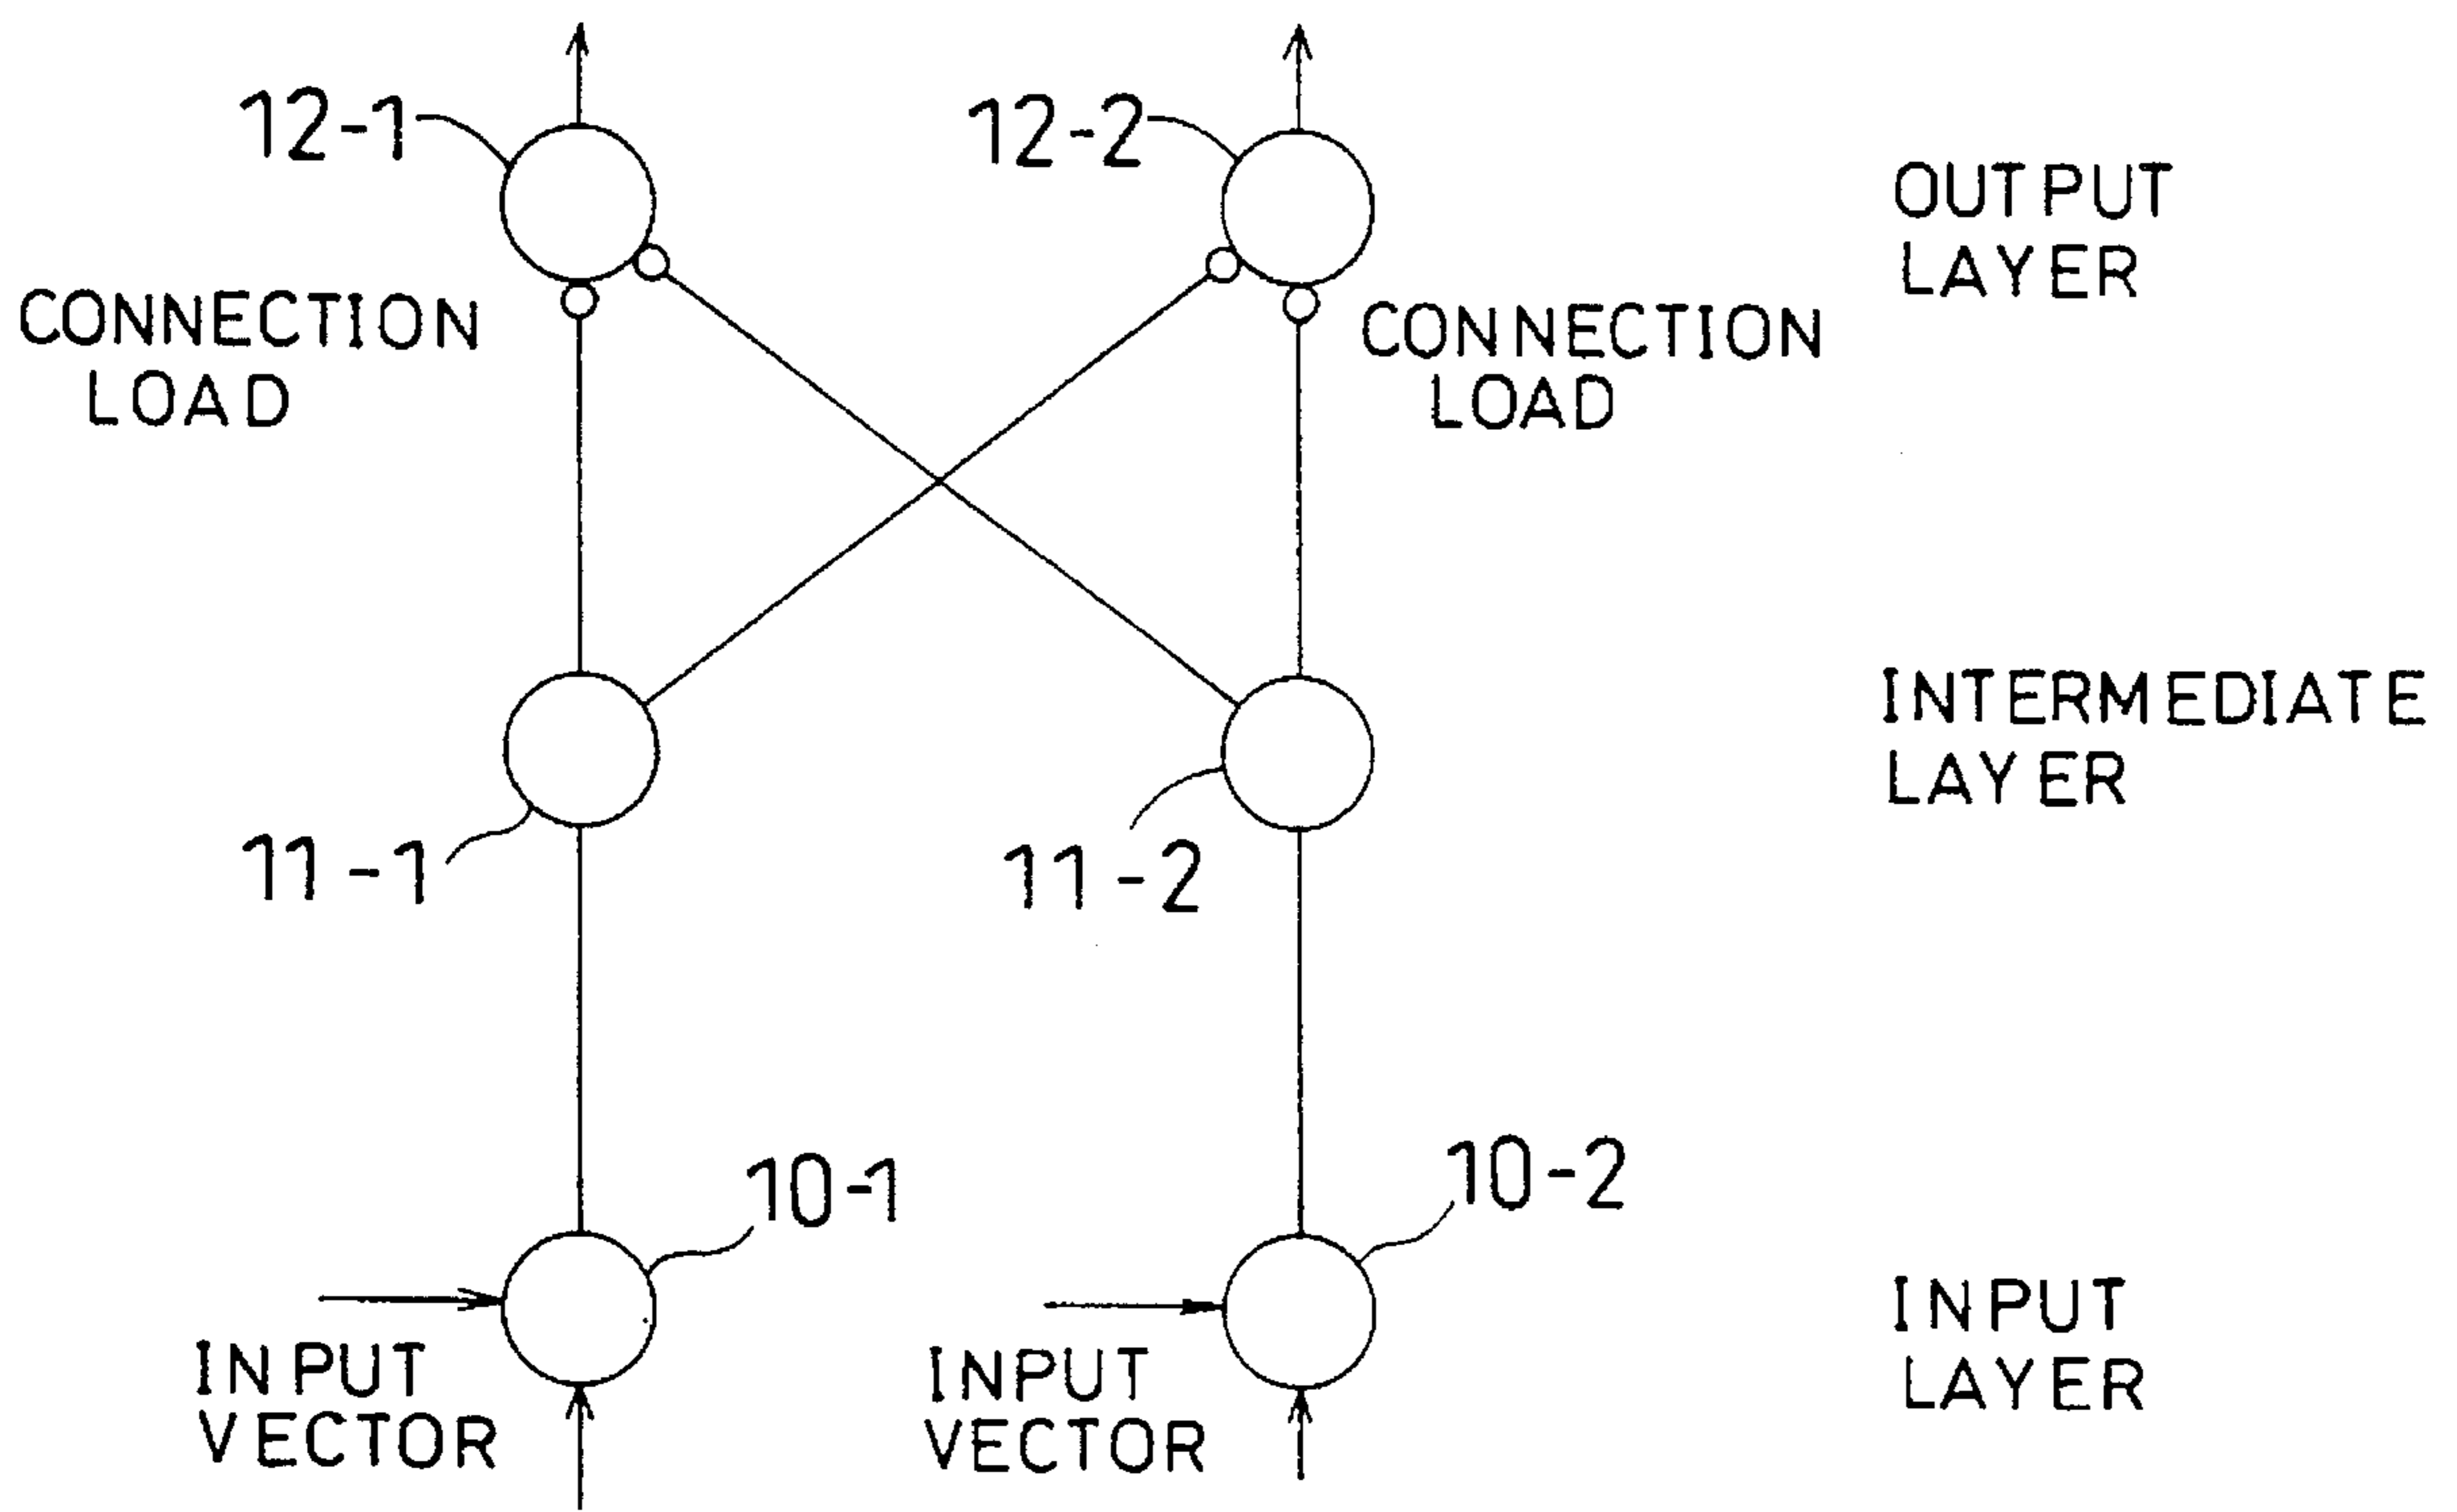 12-1
12-2
OUTPUT
LAYER
CONNECTION
LOAD
CONNECTION
LOAD
INTERMEDIATE
LAYER
11-1
11-2
10-1
10-2
INPUT
VECTOR
INPUT
VECTOR
INPUT
LAYER